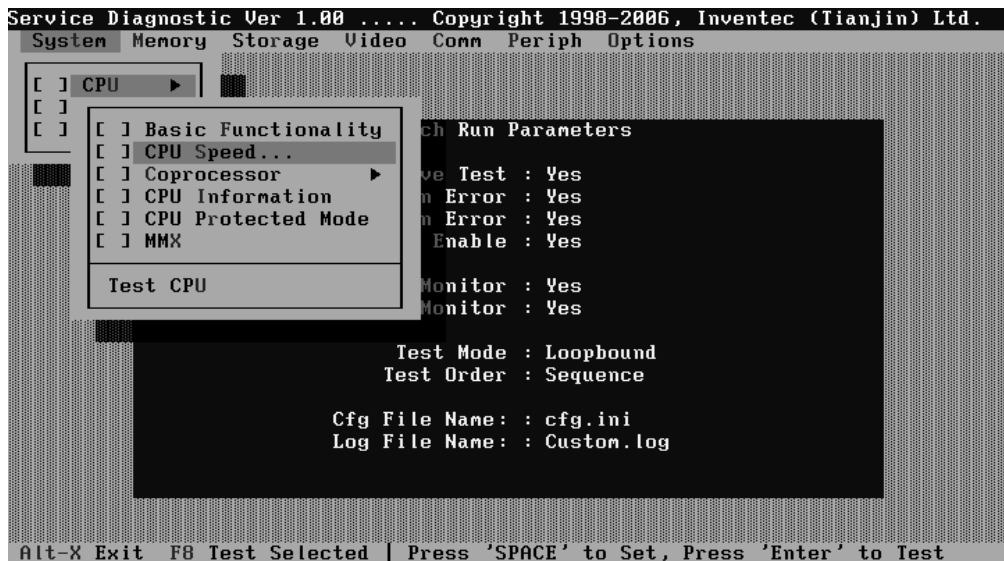 Service Diagnostic Ver 1.00 ..... Copyright 1998-2006, Inventec (Tianjin) Ltd.
System Memory Storage Video Comm Periph Options
[ ] CPU ►
[ ]
[ ]
[ ] Basic Functionality
[ ] CPU Speed...
[ ] Coprocessor ►
[ ] CPU Information
[ ] CPU Protected Mode
[ ] MMX
Test CPU
ch Run Parameters
ve Test : Yes
n Error : Yes
n Error : Yes
Enable : Yes
Monitor : Yes
Monitor : Yes
Test Mode : Loopbound
Test Order : Sequence
Cfg File Name: : cfg.ini
Log File Name: : Custom.log
Alt-X Exit F8 Test Selected | Press 'SPACE' to Set, Press 'Enter' to Test